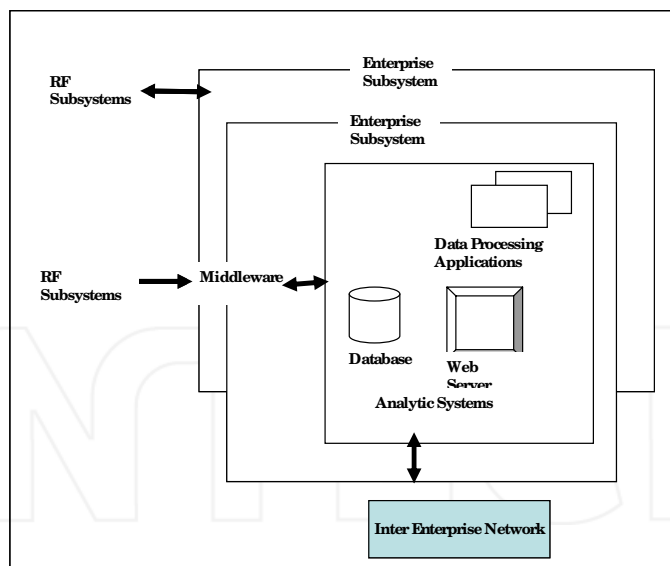 Enterprise
Subsystem
RF
Subsystems
Enterprise
Subsystem
Data Processing
Applications
RF
Subsystems
Middleware
Database
Web
Server
Analytic Systems
Inter Enterprise Network